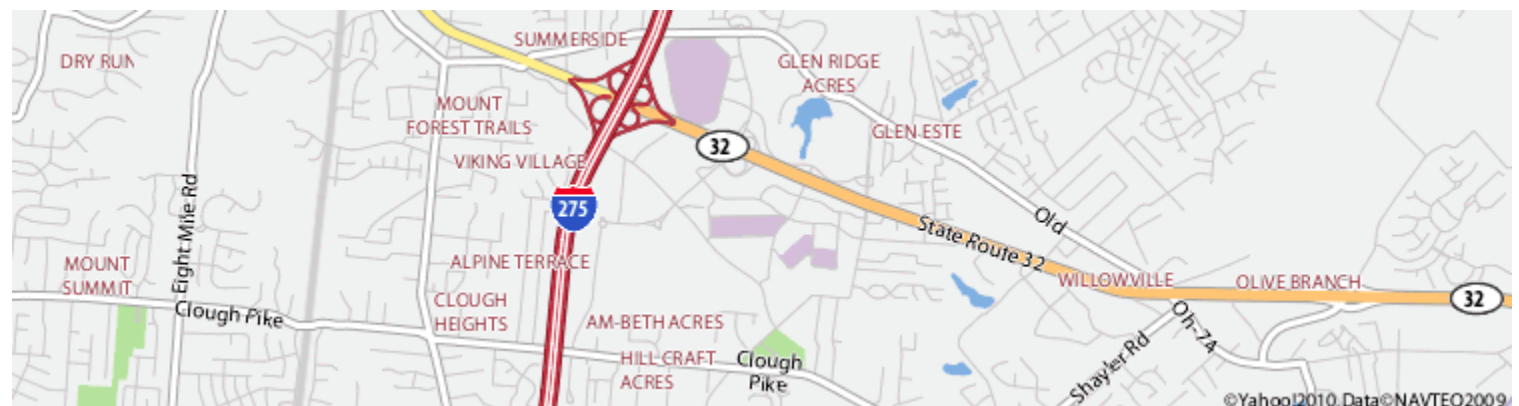 SUMMERSIDE
DRY RUN
GLEN RIDGE
ACRES
MOUNT
FOREST TRAILS
GLEN ESTE
32
VIKING VILLAGE
Eight Mile Rd
275
Old
State Route 32
MOUNT
SUMMIT
ALPINE TERRACE
WILLOWVILLE
OLIVE BRANCH
32
CLOUGH
HEIGHTS
Clough Pike
AM-BETH ACRES
Oh-74
HILL CRAFT
ACRES
Clough
Pike
Shayler Rd
©Yahoo!2010, Data©NAVTEQ2009